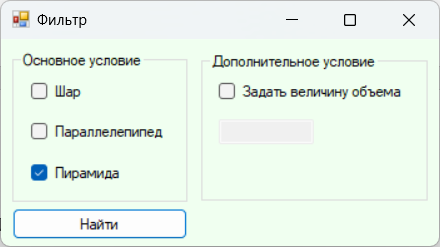 Фильтр
Основное условие
Шар
Параллелепипед
Пирамида
Найти
Дополнительное условие
Задать величину объема